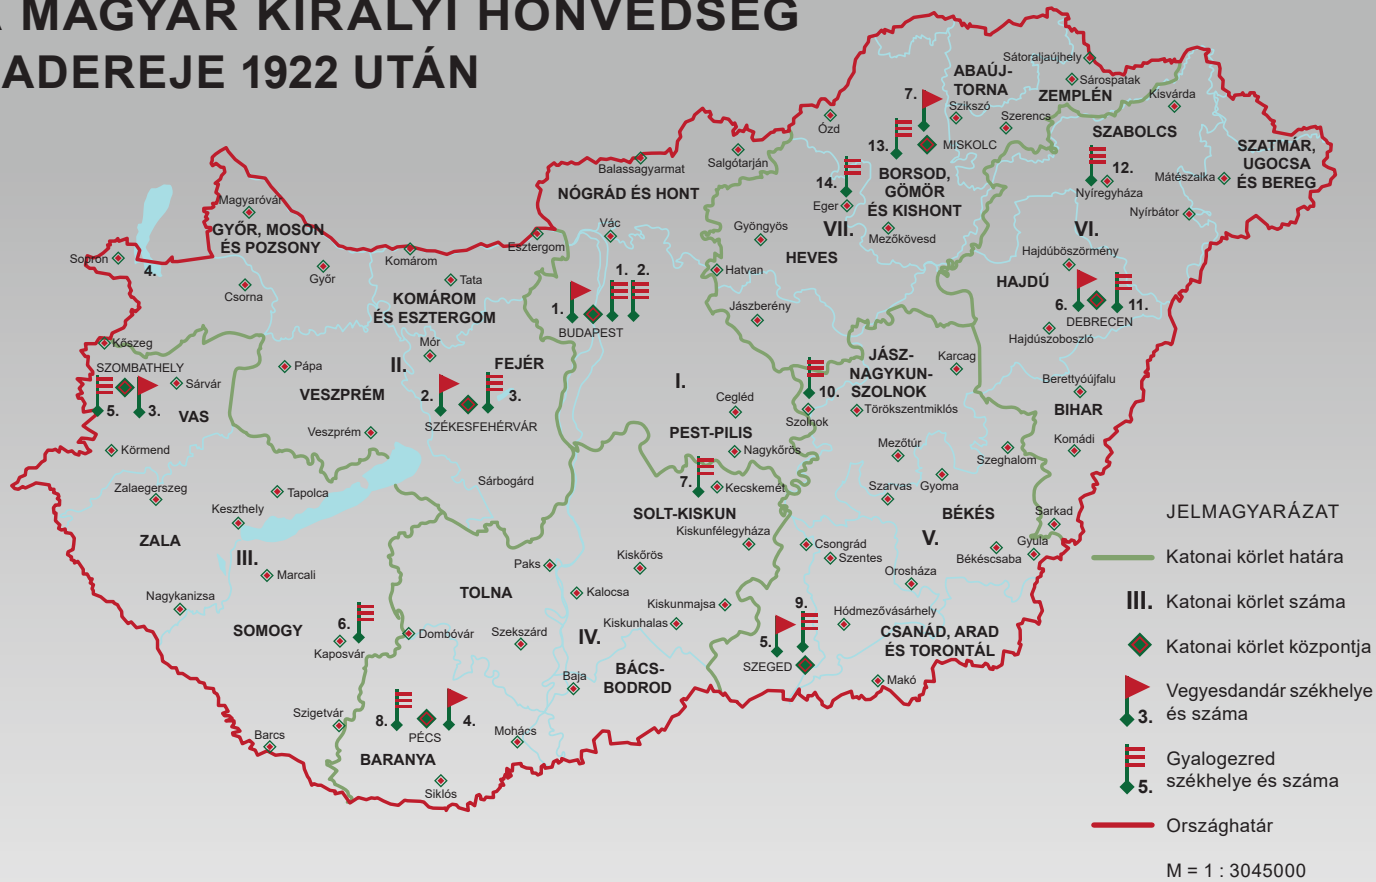 A MAGYAR KIRÁLYI HONVÉDSÉG
HADEREJE 1922 UTÁN
Sátoraljaújhely
ABAÚJ-
TORNA
Sárospatak
ZEMPLÉN
Kisvárda
7.
Szikszó
Szerencs
Ózd
SZABOLCS
13.
MISKOLC
SZATMÁR,
UGOCSA
ÉS BEREG
Balassagyarmat
Salgótarján
12.
Mátészalka
14.
BORSOD,
GÖMÖR
ÉS KISHONT
Nyíregyháza
NÓGRÁD ÉS HONT
Magyaróvár
Eger
Nyírbátor
GYŐR, MOSON
ÉS POZSONY
Vác
Gyöngyös
VII.
VI.
Esztergom
Mezőkövesd
Hajdúböszörmény
Sopron
4.
Komárom
HEVES
Győr
Tata
1.
2.
Hatvan
HAJDÚ
Csorna
KOMÁROM
ÉS ESZTERGOM
1.
Jászberény
6.
11.
BUDAPEST
DEBRECEN
Kőszeg
Mór
Hajdúszoboszló
SZOMBATHELY
Pápa
II.
FEJÉR
JÁSZ-
NAGYKUN-
SZOLNOK
Karcag
Sárvár
I.
Berettyóújfalu
5.
3.
VESZPRÉM
2.
3.
Cegléd
10.
VAS
BIHAR
SZÉKESFEHÉRVÁR
Szolnok
Törökszentmiklós
Veszprém
PEST-PILIS
Körmend
Nagykőrös
Mezőtúr
Komádi
Szeghalom
Zalaegerszeg
Tapolca
Sárbogárd
7.
Kecskemét
Szarvas
Gyoma
Keszthely
SOLT-KISKUN
BÉKÉS
Sarkad
JELMAGYARÁZAT
ZALA
Kiskunfélegyháza
V.
Gyula
III.
Csongrád
Békéscsaba
Katonai körlet határa
Marcali
Paks
Kiskőrös
Szentes
Orosháza
Nagykanizsa
TOLNA
Kalocsa
III.
Katonai körlet száma
Kiskunmajsa
9.
Hódmezővásárhely
SOMOGY
6.
Kiskunhalas
Dombóvár
Szekszárd
IV.
5.
CSANÁD, ARAD
ÉS TORONTÁL
Katonai körlet központja
Kaposvár
SZEGED
BÁCS-
BODROD
Baja
Makó
Vegyesdandár székhelye
3. és száma
Szigetvár
8.
4.
PÉCS
Barcs
Mohács
BARANYA
Gyalogezred
5. székhelye és száma
Siklós
Országhatár
M = 1 : 3045000